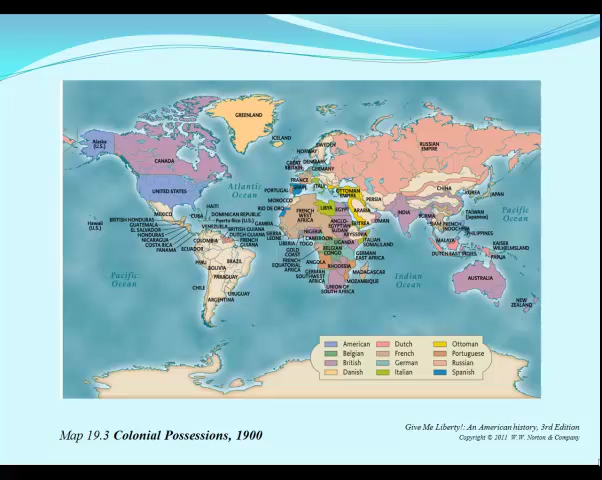 GREENLAND
ICELAND
Alaska
(U.S.)
CANADA
UNITED STATES
Atlantic
Ocean
MEXICO
CUBA
HAITI
DOMINICAN REPUBLIC
Puerto Rico (U.S.)
Hawaii
(U.S.)
BRITISH HONDURAS
GUATEMALA
EL SALVADOR
HONDURAS
NICARAGUA
COSTA RICA
PANAMA
VENEZUELA
BRITISH GUIANA
DUTCH GUIANA
FRENCH
GUIANA
COLOMBIA
ECUADOR
PERU
BRAZIL
BOLIVIA
PARAGUAY
CHILE
URUGUAY
ARGENTINA
Pacific
Ocean
NORWAY
SWEDEN
GREAT
BRITAIN
DENMARK
GERMANY
FRANCE
PORTUGAL
SPAIN
ITALY
RUSSIAN
EMPIRE
OTTOMAN
EMPIRE
PERSIA
ARABIA
OMAN
MOROCCO
RIO DE ORO
LIBYA
EGYPT
FRENCH
WEST
AFRICA
GAMBIA
SIERRA
LEONE
LIBERIA
TOGO
GOLD
COAST
NIGERIA
CAMEROON
FRENCH
EQUATORIAL
AFRICA
ANGLO-
EGYPTIAN
SUDAN
ERITREA
ABYSSINIA
ITALIAN
SOMALILAND
UGANDA
BELGIAN
CONGO
GERMAN
EAST AFRICA
ANGOLA
GERMAN
SOUTHWEST
AFRICA
RHODESIA
MADAGASCAR
MOZAMBIQUE
UNION OF
SOUTH AFRICA
INDIA
CHINA
KOREA
JAPAN
TAIWAN
(Japanese)
BURMA
SIAM
FRENCH
INDOCHINA
PHILIPPINES
MALAYA
DUTCH EAST INDIES
KAISER
WILHELMSLAND
Pacific
Ocean
Indian
Ocean
AUSTRALIA
NEW
ZEALAND
American
Belgian
British
Danish
Dutch
French
German
Italian
Ottoman
Portuguese
Russian
Spanish
Map 19.3 Colonial Possessions, 1900
Give Me Liberty!: An American history, 3rd Edition
Copyright © 2011 W.W. Norton & Company